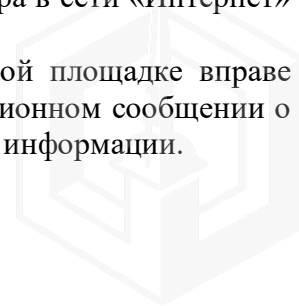 ра в сети «Интернет»
ой площадке вправе
ионном сообщении о
информации.